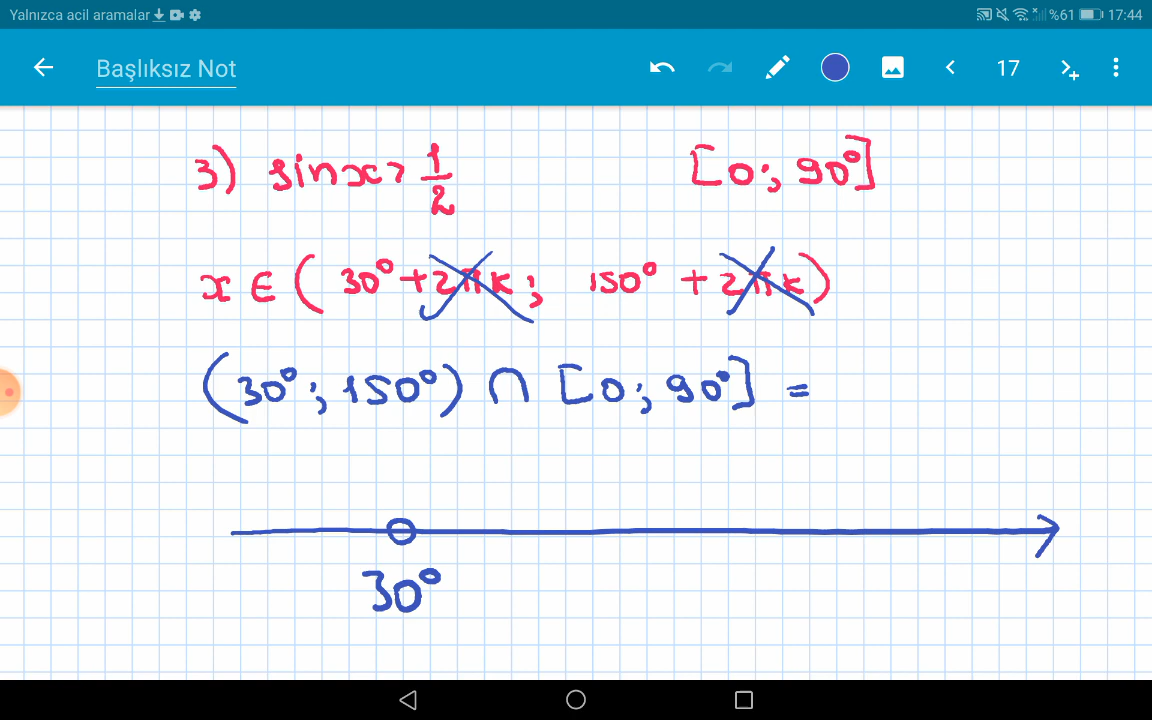 Yalnızca acil aramalar %61 17:44
Başlıksız Not 17
3) sinx > 1/2 [0; 90°]
x ∈ (30° + 2πk; 150° + 2πk)
(30°; 150°) ∩ [0; 90°] =
30°